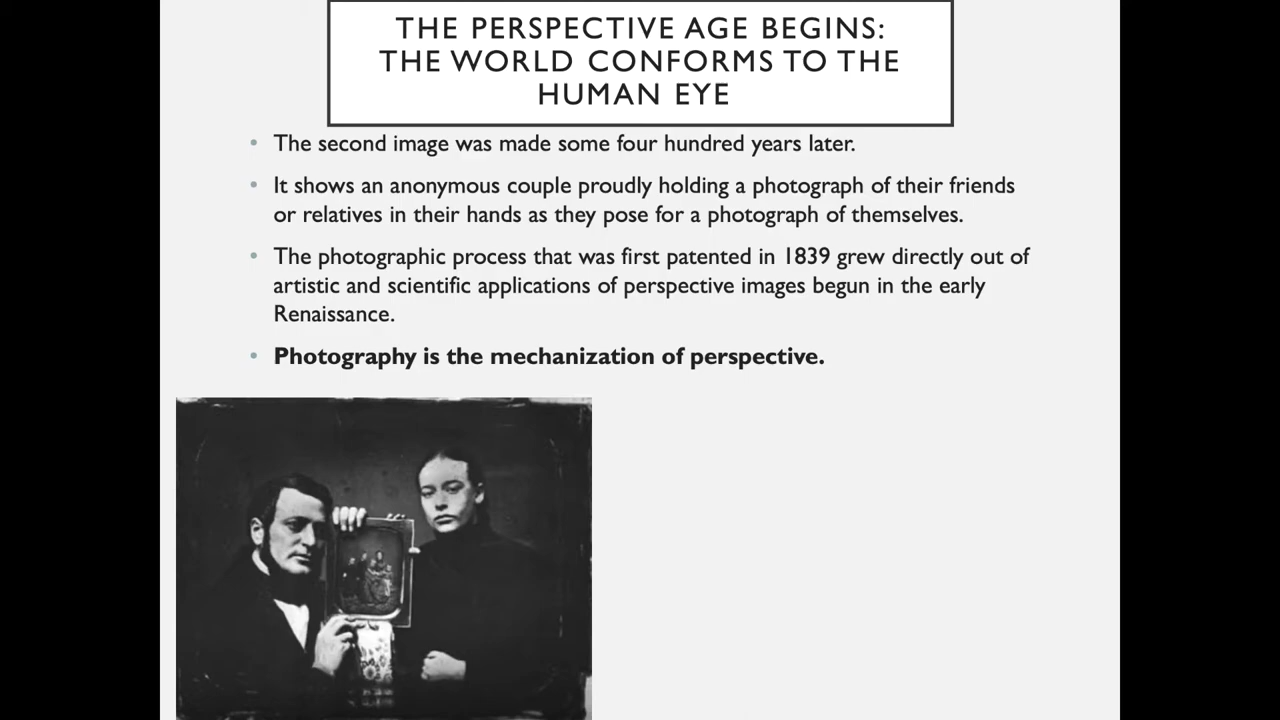 THE PERSPECTIVE AGE BEGINS:
THE WORLD CONFORMS TO THE
HUMAN EYE
• The second image was made some four hundred years later.
• It shows an anonymous couple proudly holding a photograph of their friends
or relatives in their hands as they pose for a photograph of themselves.
• The photographic process that was first patented in 1839 grew directly out of
artistic and scientific applications of perspective images begun in the early
Renaissance.
• Photography is the mechanization of perspective.